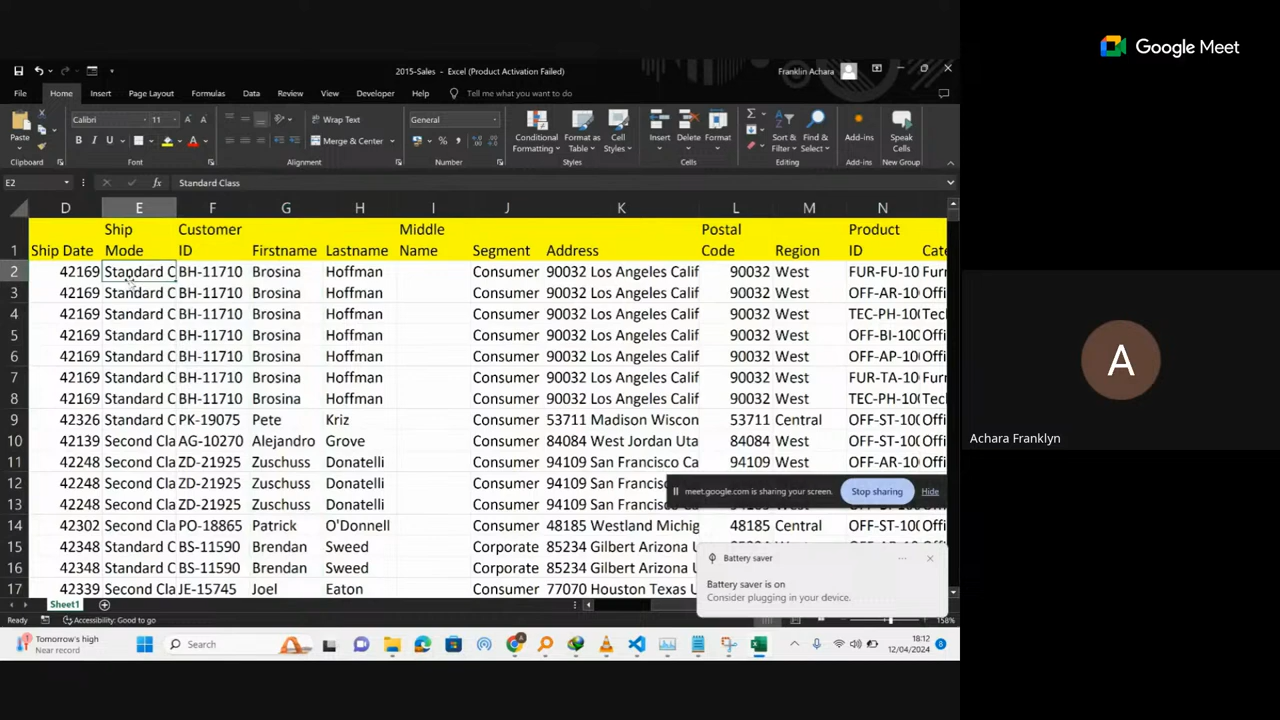 Google Meet
2015-Sales - Excel (Product Activation Failed)
Franklin Achara
File Home Insert Page Layout Formulas Data Review View Developer Help Tell me what you want to do
Calibri 11 Wrap Text General
Paste Merge & Center Conditional Formatting Format as Table Cell Styles Insert Delete Format Sort & Filter Find & Select Add-ins Speak Cells
Clipboard Font Alignment Number Styles Cells Editing Add-ins New Group
E2 fx Standard Class
D E F G H I J K L M N
Ship Customer Middle Postal Product
1 Ship Date Mode ID Firstname Lastname Name Segment Address Code Region ID Cate
2 42169 Standard C BH-11710 Brosina Hoffman Consumer 90032 Los Angeles Calif 90032 West FUR-FU-10 Furn
3 42169 Standard C BH-11710 Brosina Hoffman Consumer 90032 Los Angeles Calif 90032 West OFF-AR-10 Offi
4 42169 Standard C BH-11710 Brosina Hoffman Consumer 90032 Los Angeles Calif 90032 West TEC-PH-100 Tech
5 42169 Standard C BH-11710 Brosina Hoffman Consumer 90032 Los Angeles Calif 90032 West OFF-BI-100 Offi
6 42169 Standard C BH-11710 Brosina Hoffman Consumer 90032 Los Angeles Calif 90032 West OFF-AP-10 Offi
7 42169 Standard C BH-11710 Brosina Hoffman Consumer 90032 Los Angeles Calif 90032 West FUR-TA-10 Furn
8 42169 Standard C BH-11710 Brosina Hoffman Consumer 90032 Los Angeles Calif 90032 West TEC-PH-100 Tech
9 42326 Standard C PK-19075 Pete Kriz Consumer 53711 Madison Wiscon 53711 Central OFF-ST-100 Offi
10 42139 Second Cla AG-10270 Alejandro Grove Consumer 84084 West Jordan Uta 84084 West OFF-ST-100 Offi
11 42248 Second Cla ZD-21925 Zuschuss Donatelli Consumer 94109 San Francisco Ca 94109 West OFF-AR-10 Offi
12 42248 Second Cla ZD-21925 Zuschuss Donatelli Consumer 94109 San
13 42248 Second Cla ZD-21925 Zuschuss Donatelli Consumer 94109 San
14 42302 Second Cla PO-18865 Patrick O'Donnell Consumer 48185 Westland Michig 48185 Central OFF-ST-100 Offi
15 42348 Standard C BS-11590 Brendan Sweed Corporate 85234 Gilbert Arizona U
16 42348 Standard C BS-11590 Brendan Sweed Corporate 85234 Gilbert Arizona U
17 42339 Second Cla JE-15745 Joel Eaton Consumer 77070 Houston Texas U
meet.google.com is sharing your screen. Stop sharing Hide
Battery saver
Battery saver is on
Consider plugging in your device.
Sheet1
Ready Accessibility: Good to go 158%
Tomorrow's high
Near record
Search
18:12
12/04/2024
8
A
Achara Franklyn